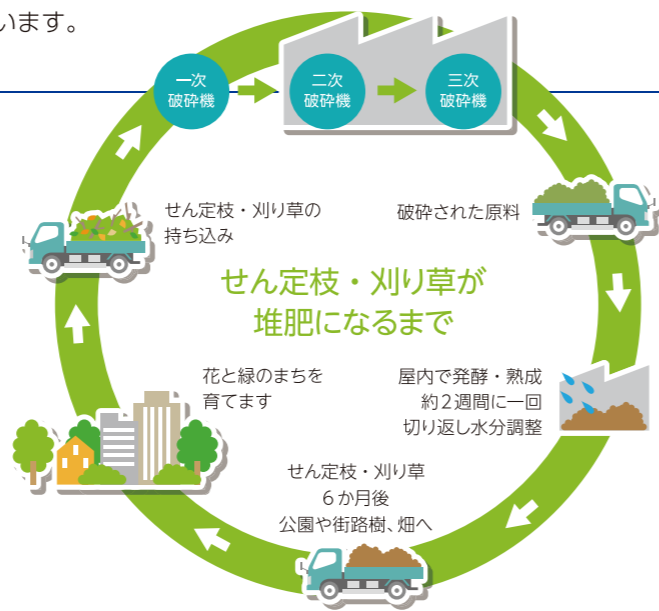 います。
一次
破砕機
二次
破砕機
三次
破砕機
せん定枝・刈り草の
持ち込み
破砕された原料
せん定枝・刈り草が
堆肥になるまで
花と緑のまちを
育てます
屋内で発酵・熟成
約2週間に一回
切り返し水分調整
せん定枝・刈り草
6か月後
公園や街路樹、畑へ